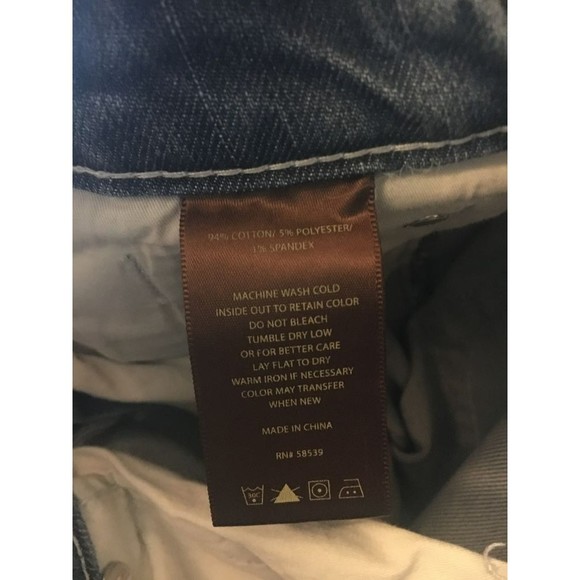 94% COTTON/ 5% POLYESTER/
1% SPANDEX
MACHINE WASH COLD
INSIDE OUT TO RETAIN COLOR
DO NOT BLEACH
TUMBLE DRY LOW
OR FOR BETTER CARE
LAY FLAT TO DRY
WARM IRON IF NECESSARY
COLOR MAY TRANSFER
WHEN NEW
MADE IN CHINA
RN# 58539
30C